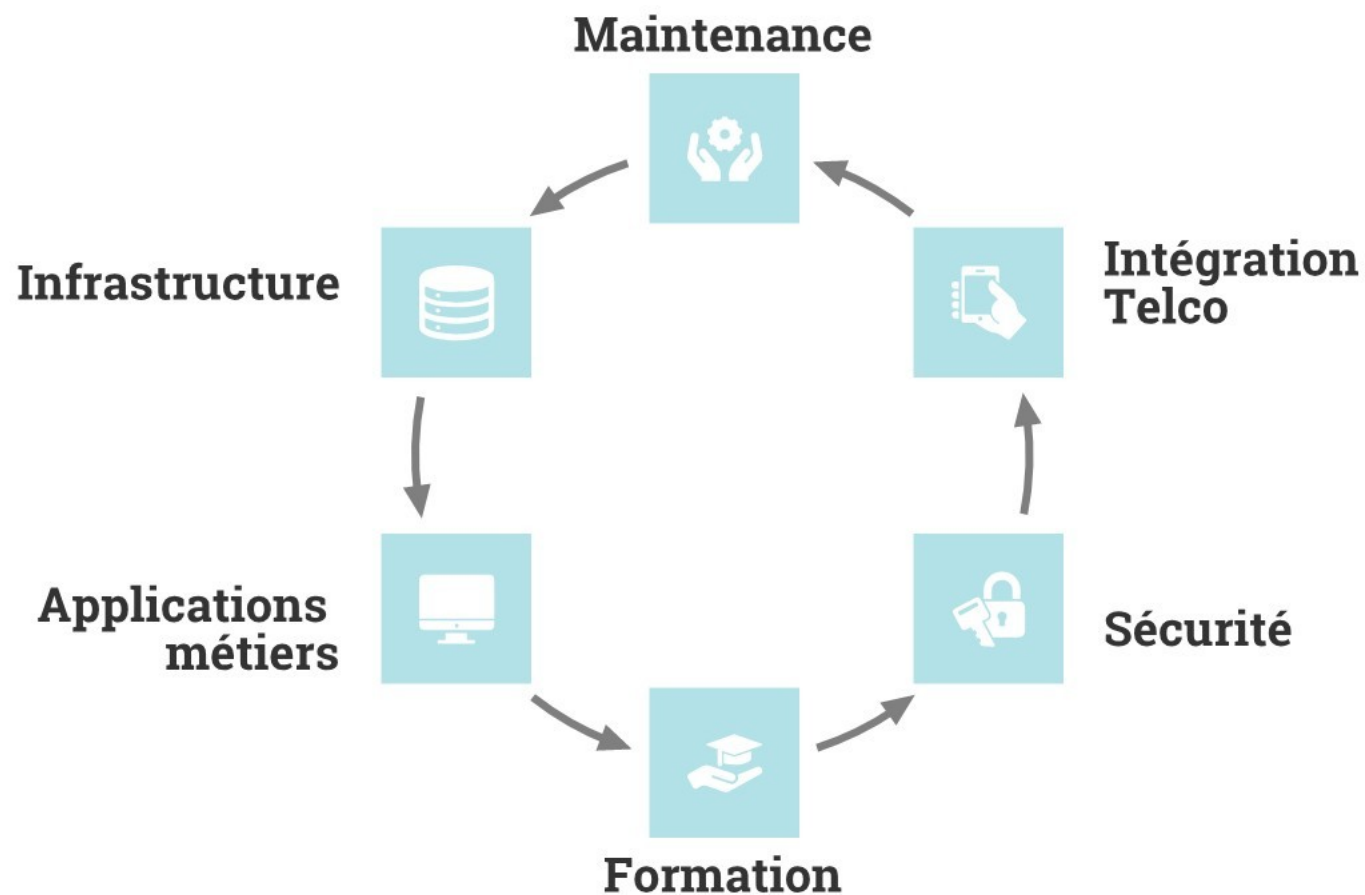 Maintenance
Infrastructure
Intégration
Telco
Applications
métiers
Sécurité
Formation